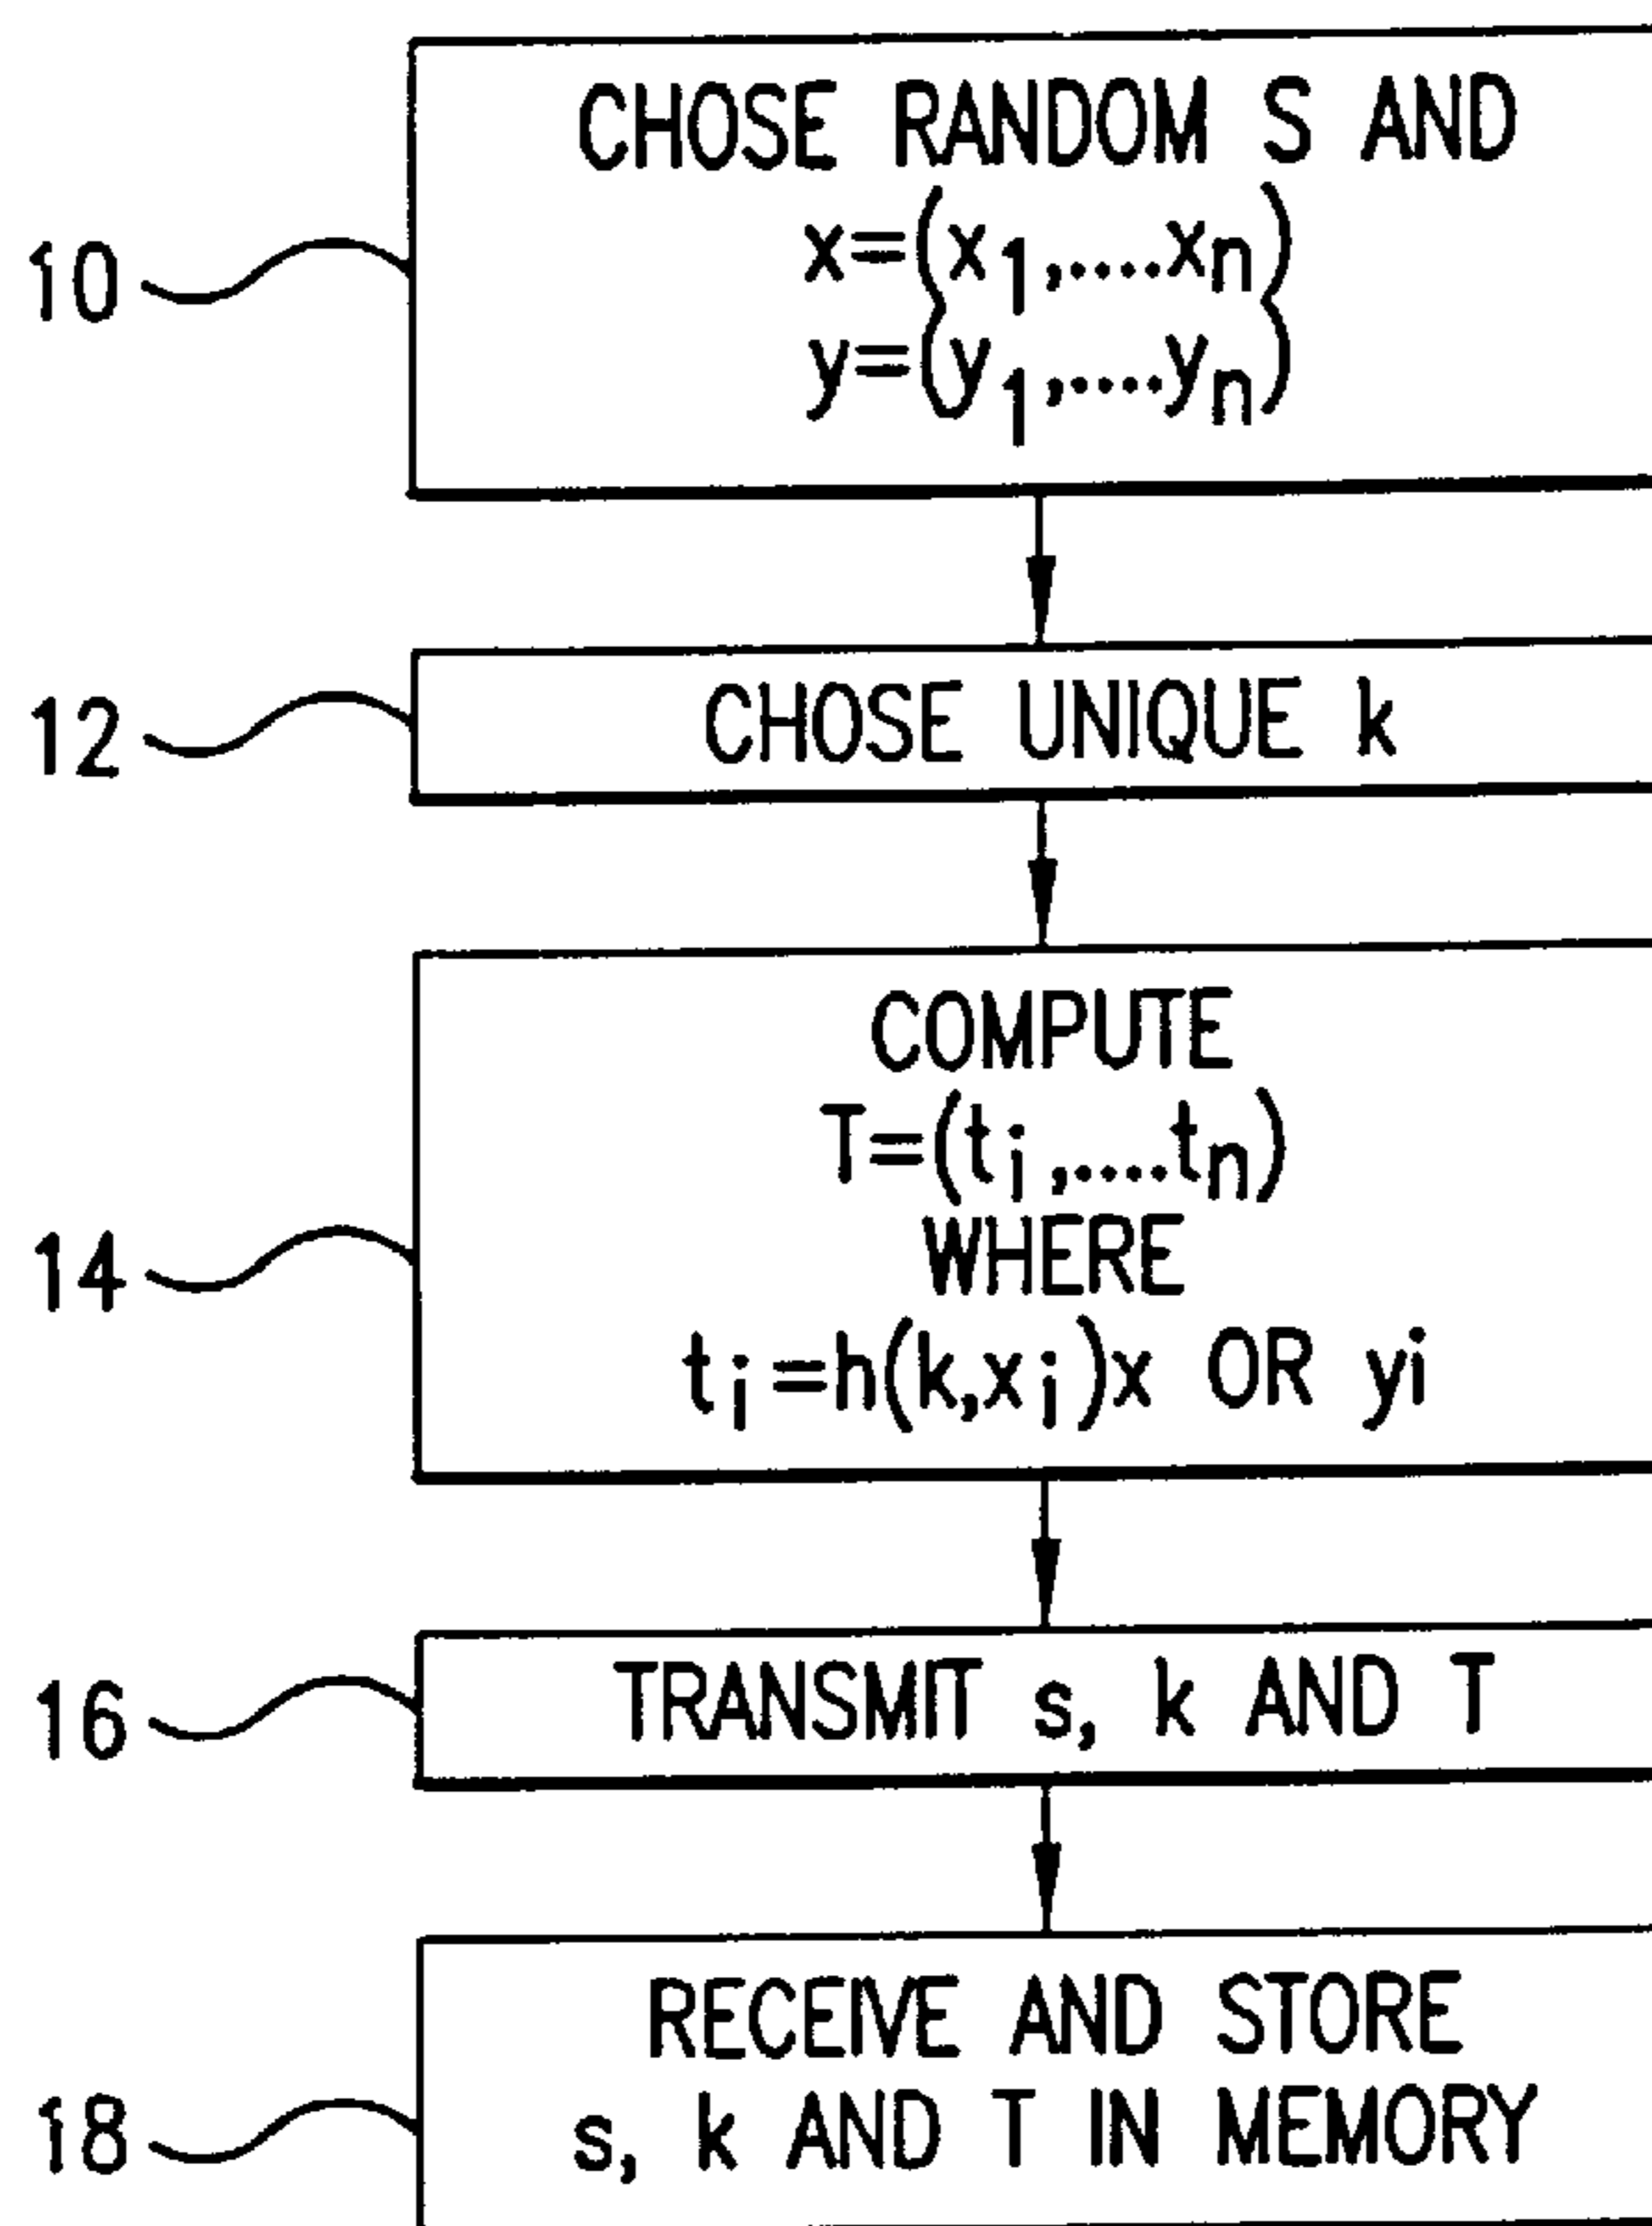 CHOSE RANDOM S AND
x=(x1,....xn)
y=(y1,....yn)
10
12
CHOSE UNIQUE k
COMPUTE
T=(ti,....tn)
WHERE
14
ti=h(k,xi)x OR yi
16
TRANSMIT s, k AND T
RECEIVE AND STORE
18
s, k AND T IN MEMORY